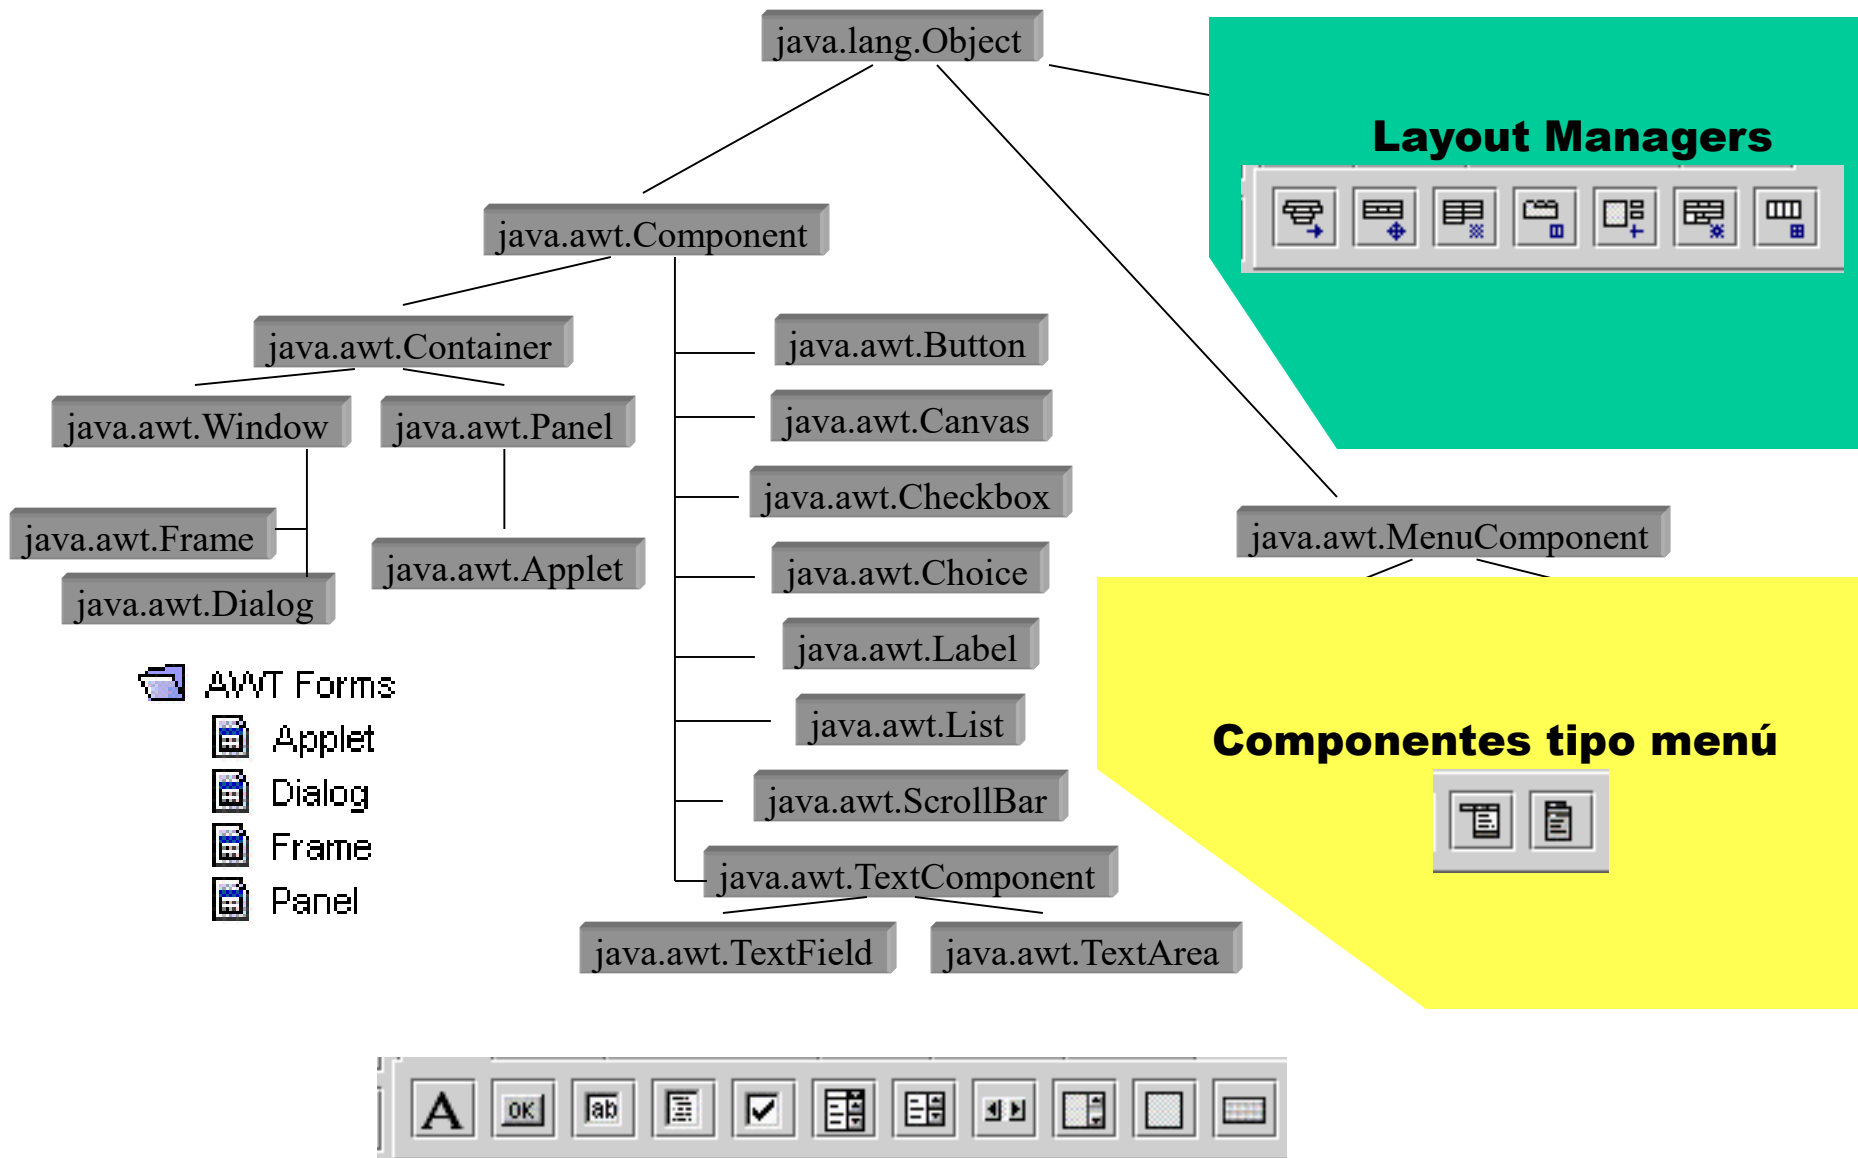 java.lang.Object
Layout Managers
java.awt.Component
java.awt.Container
java.awt.Button
java.awt.Window
java.awt.Panel
java.awt.Canvas
java.awt.Checkbox
java.awt.Frame
java.awt.Applet
java.awt.Choice
java.awt.MenuComponent
java.awt.Dialog
java.awt.Label
AWT Forms
Applet
Dialog
Frame
Panel
java.awt.List
Componentes tipo menú
java.awt.ScrollBar
java.awt.TextComponent
java.awt.TextField
java.awt.TextArea
A
OK
ab